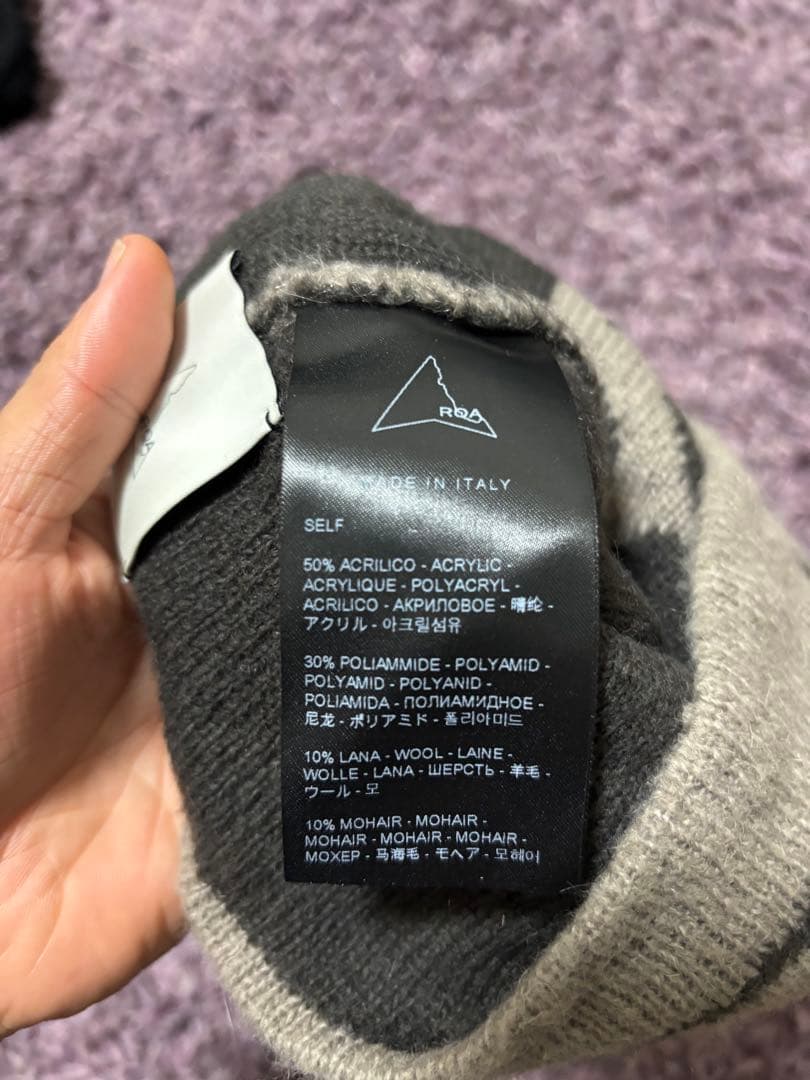 ROA
MADE IN ITALY
SELF
50% ACRILICO - ACRYLIC -
ACRYLIQUE - POLYACRYL -
ACRILICO - АКРИЛОВОЕ - 晴纶 -
アクリル - 아크릴섬유
30% POLIAMMIDE - POLYAMID -
POLYAMID - POLYANID -
POLIAMIDA - ПОЛИАМИДНОЕ -
尼龙 - ポリアミド - 폴리아미드
10% LANA - WOOL - LAINE -
WOLLE - LANA - ШЕРСТЬ - 羊毛 -
ウール - 모
10% MOHAIR - MOHAIR -
MOHAIR - MOHAIR - MOHAIR -
МОХЕР - 马海毛 - モヘア - 모헤어